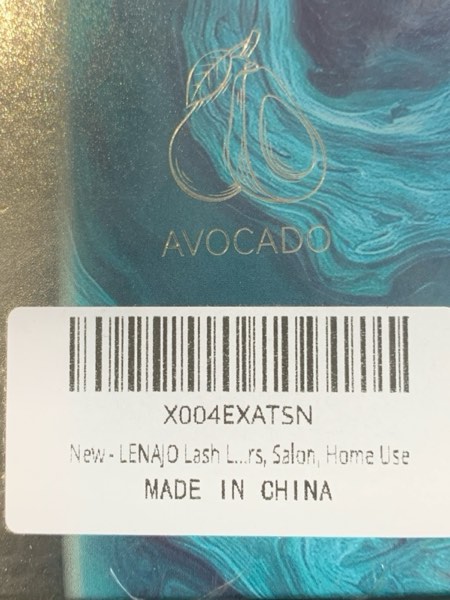 AVOCADO
X004EXATSN
New - LENAJO Lash L...rs, Salon, Home Use
MADE IN CHINA